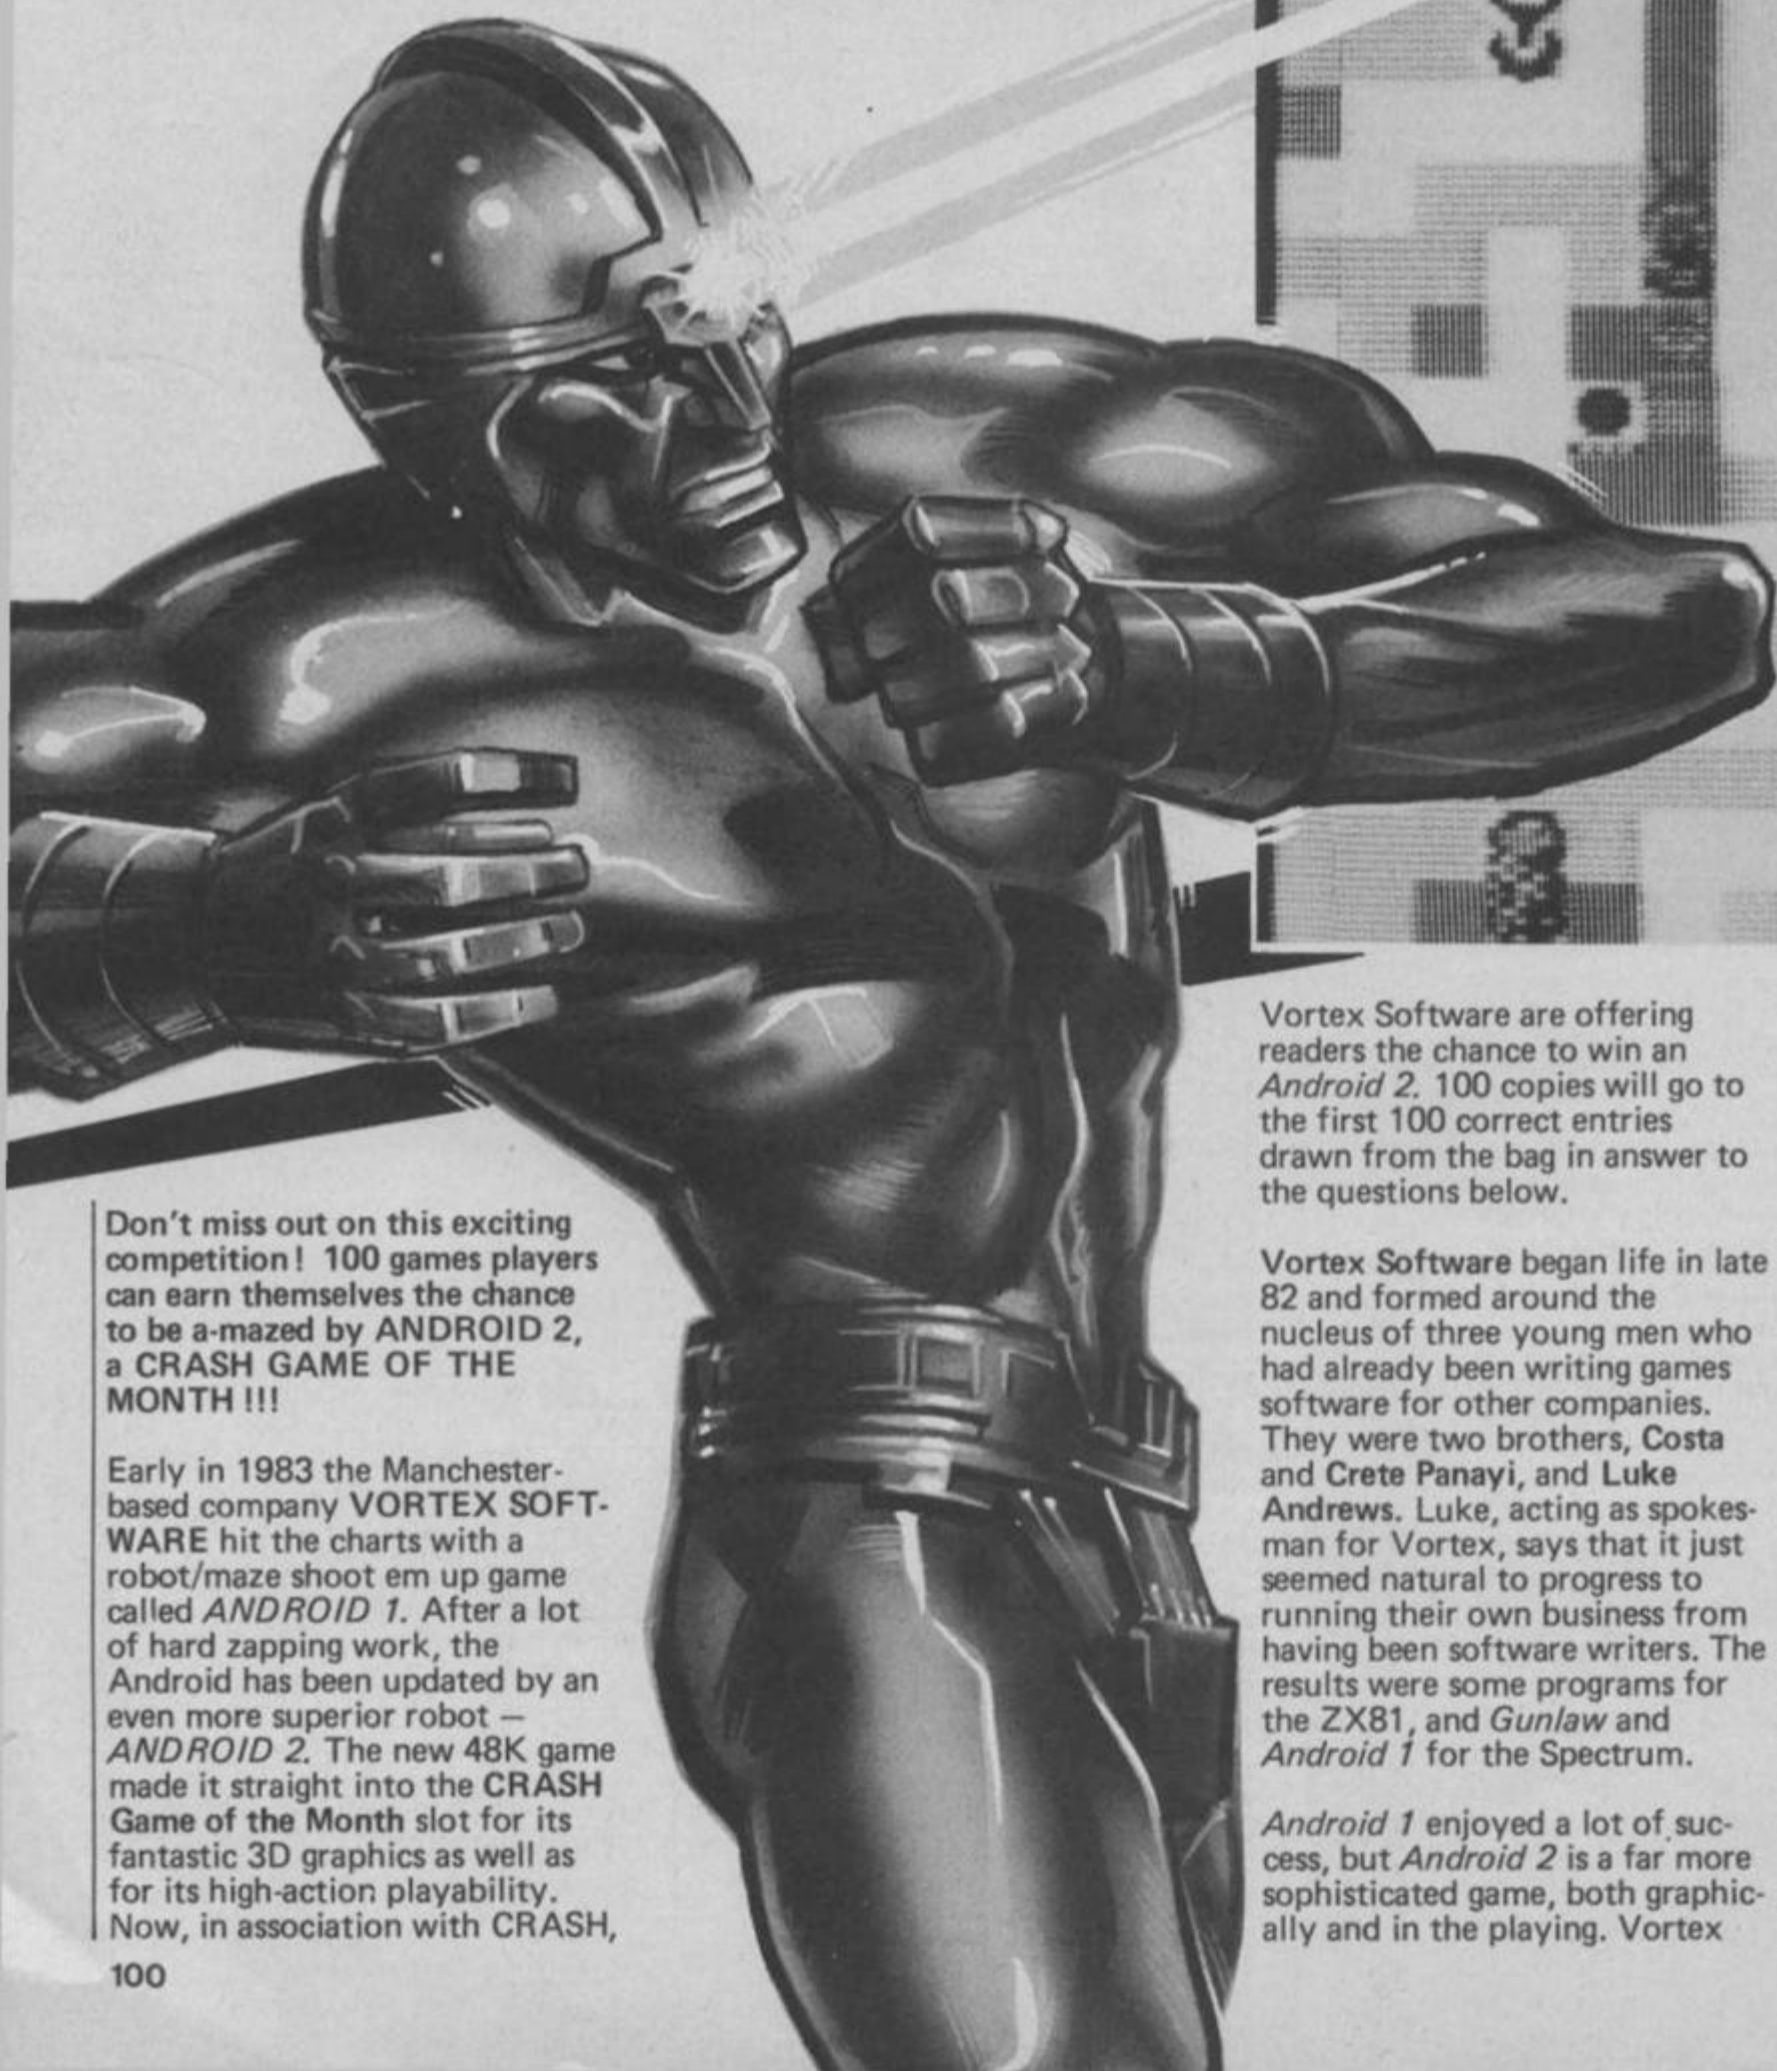 Don't miss out on this exciting
competition! 100 games players
can earn themselves the chance
to be a-mazed by ANDROID 2,
a CRASH GAME OF THE
MONTH !!!
Early in 1983 the Manchester-
based company VORTEX SOFT-
WARE hit the charts with a
robot/maze shoot em up game
called ANDROID 1. After a lot
of hard zapping work, the
Android has been updated by an
even more superior robot —
ANDROID 2. The new 48K game
made it straight into the CRASH
Game of the Month slot for its
fantastic 3D graphics as well as
for its high-action playability.
Now, in association with CRASH,
Vortex Software are offering
readers the chance to win an
Android 2. 100 copies will go to
the first 100 correct entries
drawn from the bag in answer to
the questions below.
Vortex Software began life in late
82 and formed around the
nucleus of three young men who
had already been writing games
software for other companies.
They were two brothers, Costa
and Crete Panayi, and Luke
Andrews. Luke, acting as spokes-
man for Vortex, says that it just
seemed natural to progress to
running their own business from
having been software writers. The
results were some programs for
the ZX81, and Gunlaw and
Android 1 for the Spectrum.
Android 1 enjoyed a lot of suc-
cess, but Android 2 is a far more
sophisticated game, both graphic-
ally and in the playing. Vortex
100